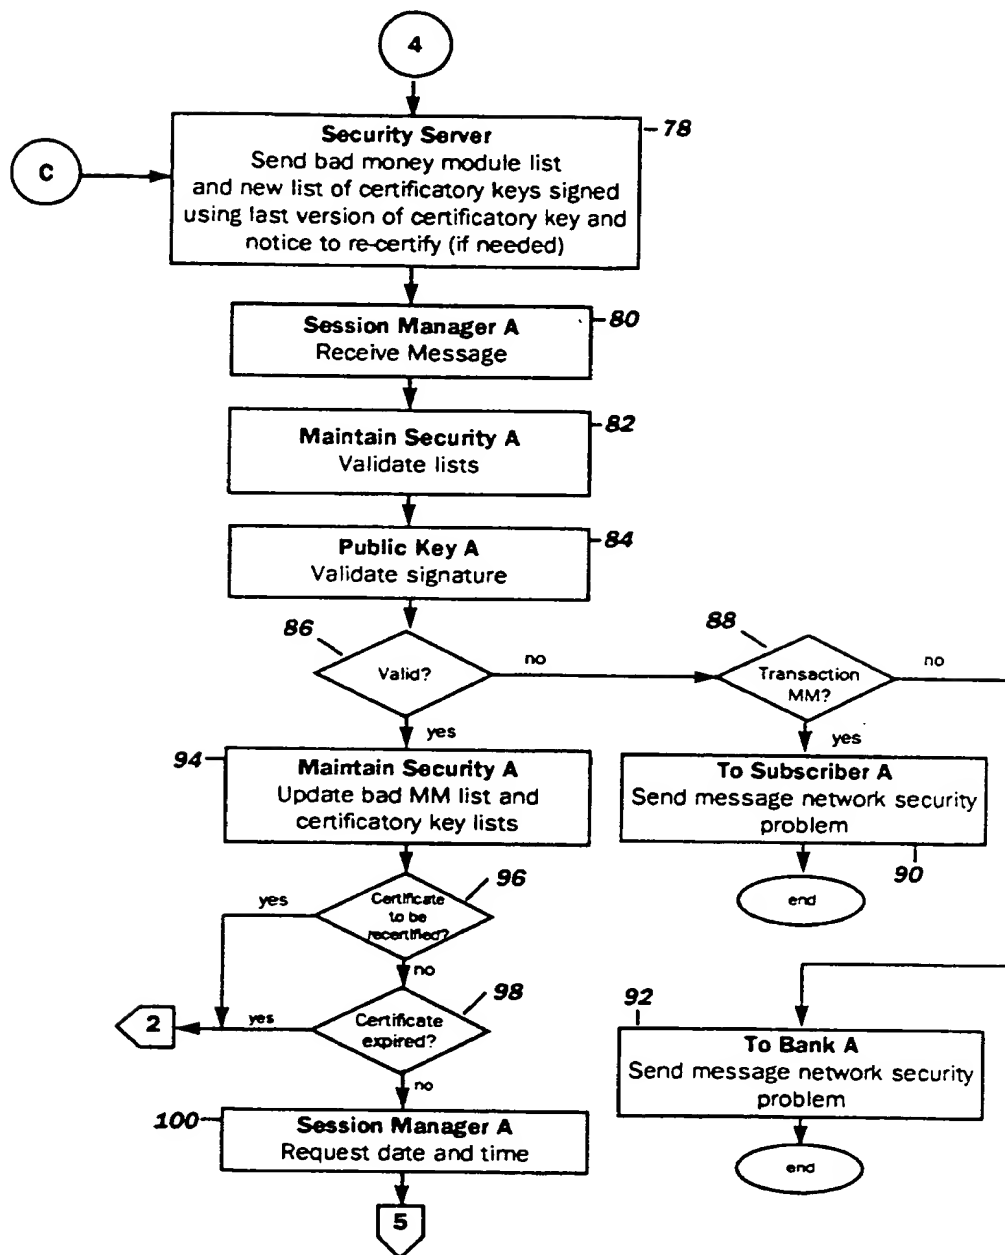 4
C
Security Server
Send bad money module list
and new list of certificatory keys signed
using last version of certificatory key and
notice to re-certify (if needed)
78
Session Manager A
Receive Message
80
Maintain Security A
Validate lists
82
Public Key A
Validate signature
84
86
Valid?
no
yes
88
Transaction
MM?
no
yes
94
Maintain Security A
Update bad MM list and
certificatory key lists
To Subscriber A
Send message network security
problem
90
end
96
Certificate
to be
recertified?
yes
no
98
Certificate
expired?
yes
2
no
92
To Bank A
Send message network security
problem
end
100
Session Manager A
Request date and time
5